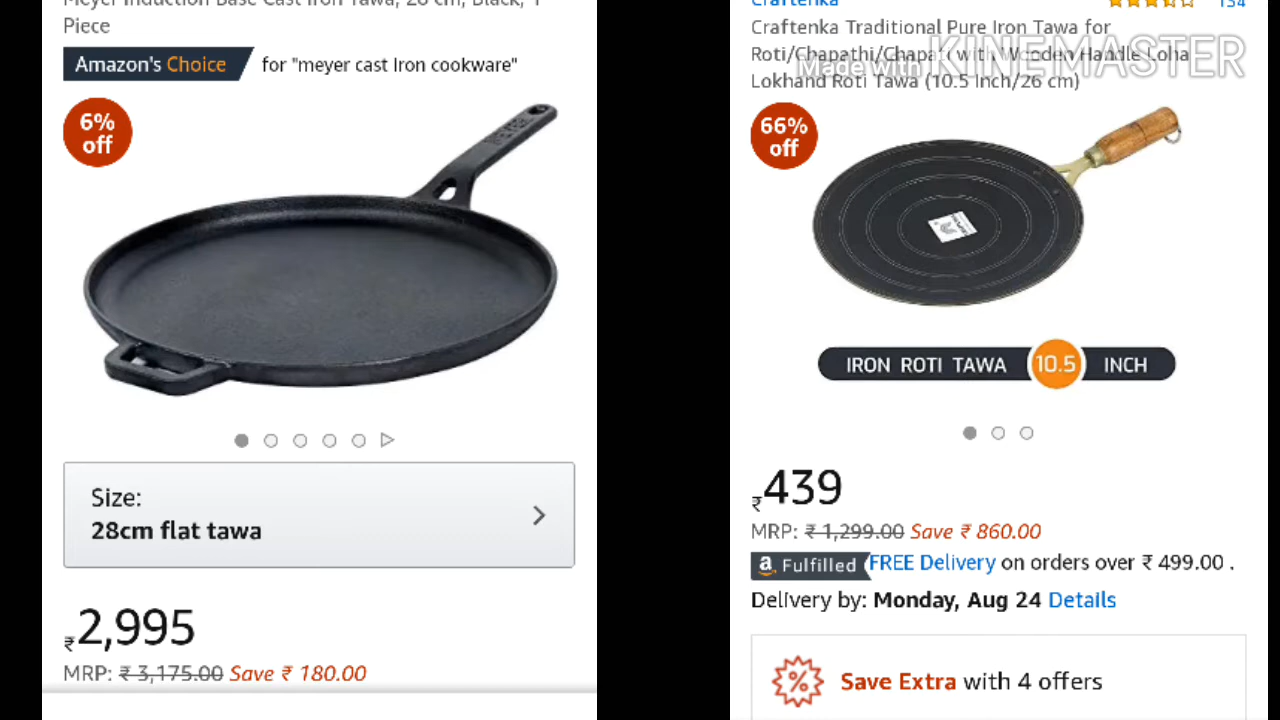 Meyer Induction Base Cast Iron Tawa, 28 cm, Black, 1
Piece
Amazon's Choice for "meyer cast Iron cookware"
6%
off
Size:
28cm flat tawa
₹2,995
MRP: ₹ 3,175.00 Save ₹ 180.00
Craftenka 134
Craftenka Traditional Pure Iron Tawa for
Roti/Chapathi/Chapati with Wooden Handle Loha
Lokhand Roti Tawa (10.5 Inch/26 cm)
Made with KINEMASTER
66%
off
IRON ROTI TAWA 10.5 INCH
₹439
MRP: ₹ 1,299.00 Save ₹ 860.00
a Fulfilled FREE Delivery on orders over ₹ 499.00 .
Delivery by: Monday, Aug 24 Details
% Save Extra with 4 offers